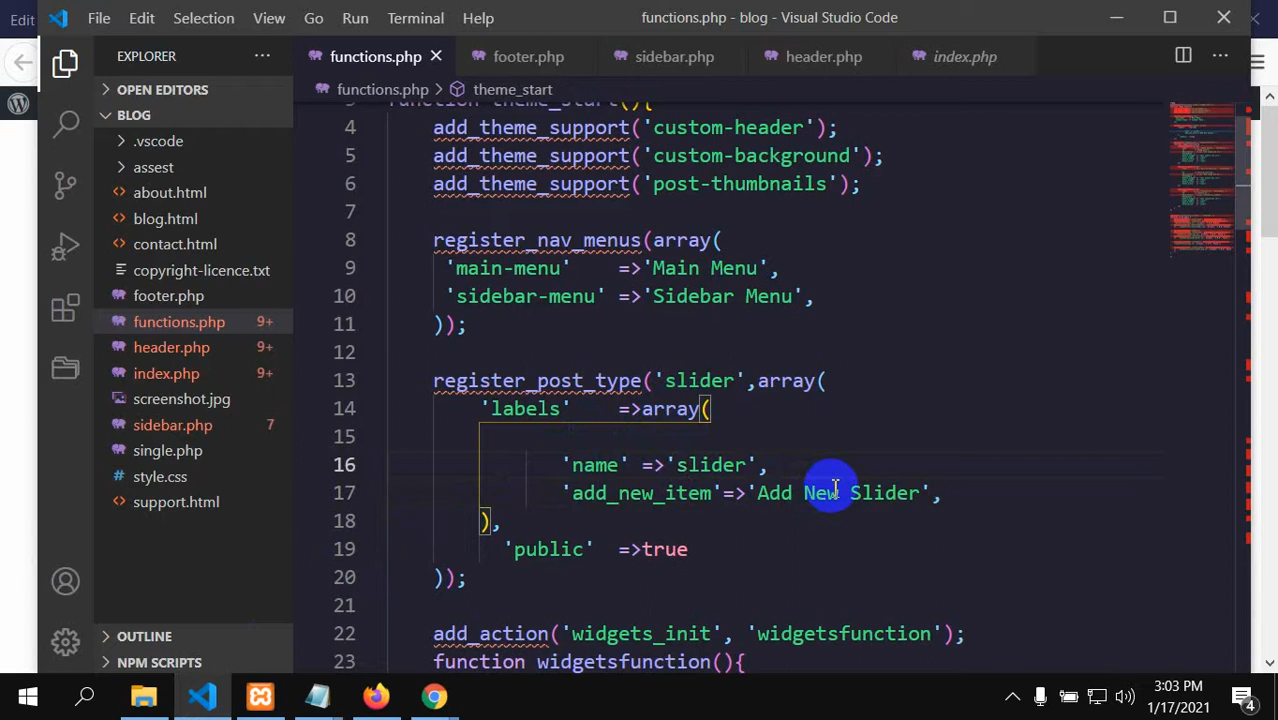 File Edit Selection View Go Run Terminal Help functions.php - blog - Visual Studio Code
Edit
EXPLORER ···
functions.php footer.php sidebar.php header.php index.php
functions.php > theme_start
OPEN EDITORS
BLOG
.vscode
assest
about.html
blog.html
contact.html
copyright-licence.txt
footer.php
functions.php 9+
header.php 9+
index.php 9+
screenshot.jpg
sidebar.php 7
single.php
style.css
support.html
OUTLINE
NPM SCRIPTS
function theme_start(){
4 add_theme_support('custom-header');
5 add_theme_support('custom-background');
6 add_theme_support('post-thumbnails');
7
8 register_nav_menus(array(
9 'main-menu' =>'Main Menu',
10 'sidebar-menu' =>'Sidebar Menu',
11 ));
12
13 register_post_type('slider',array(
14 'labels' =>array(
15
16 'name' =>'slider',
17 'add_new_item'=>'Add New Slider',
18 ),
19 'public' =>true
20 ));
21
22 add_action('widgets_init', 'widgetsfunction');
23 function widgetsfunction(){
3:03 PM
1/17/2021
4